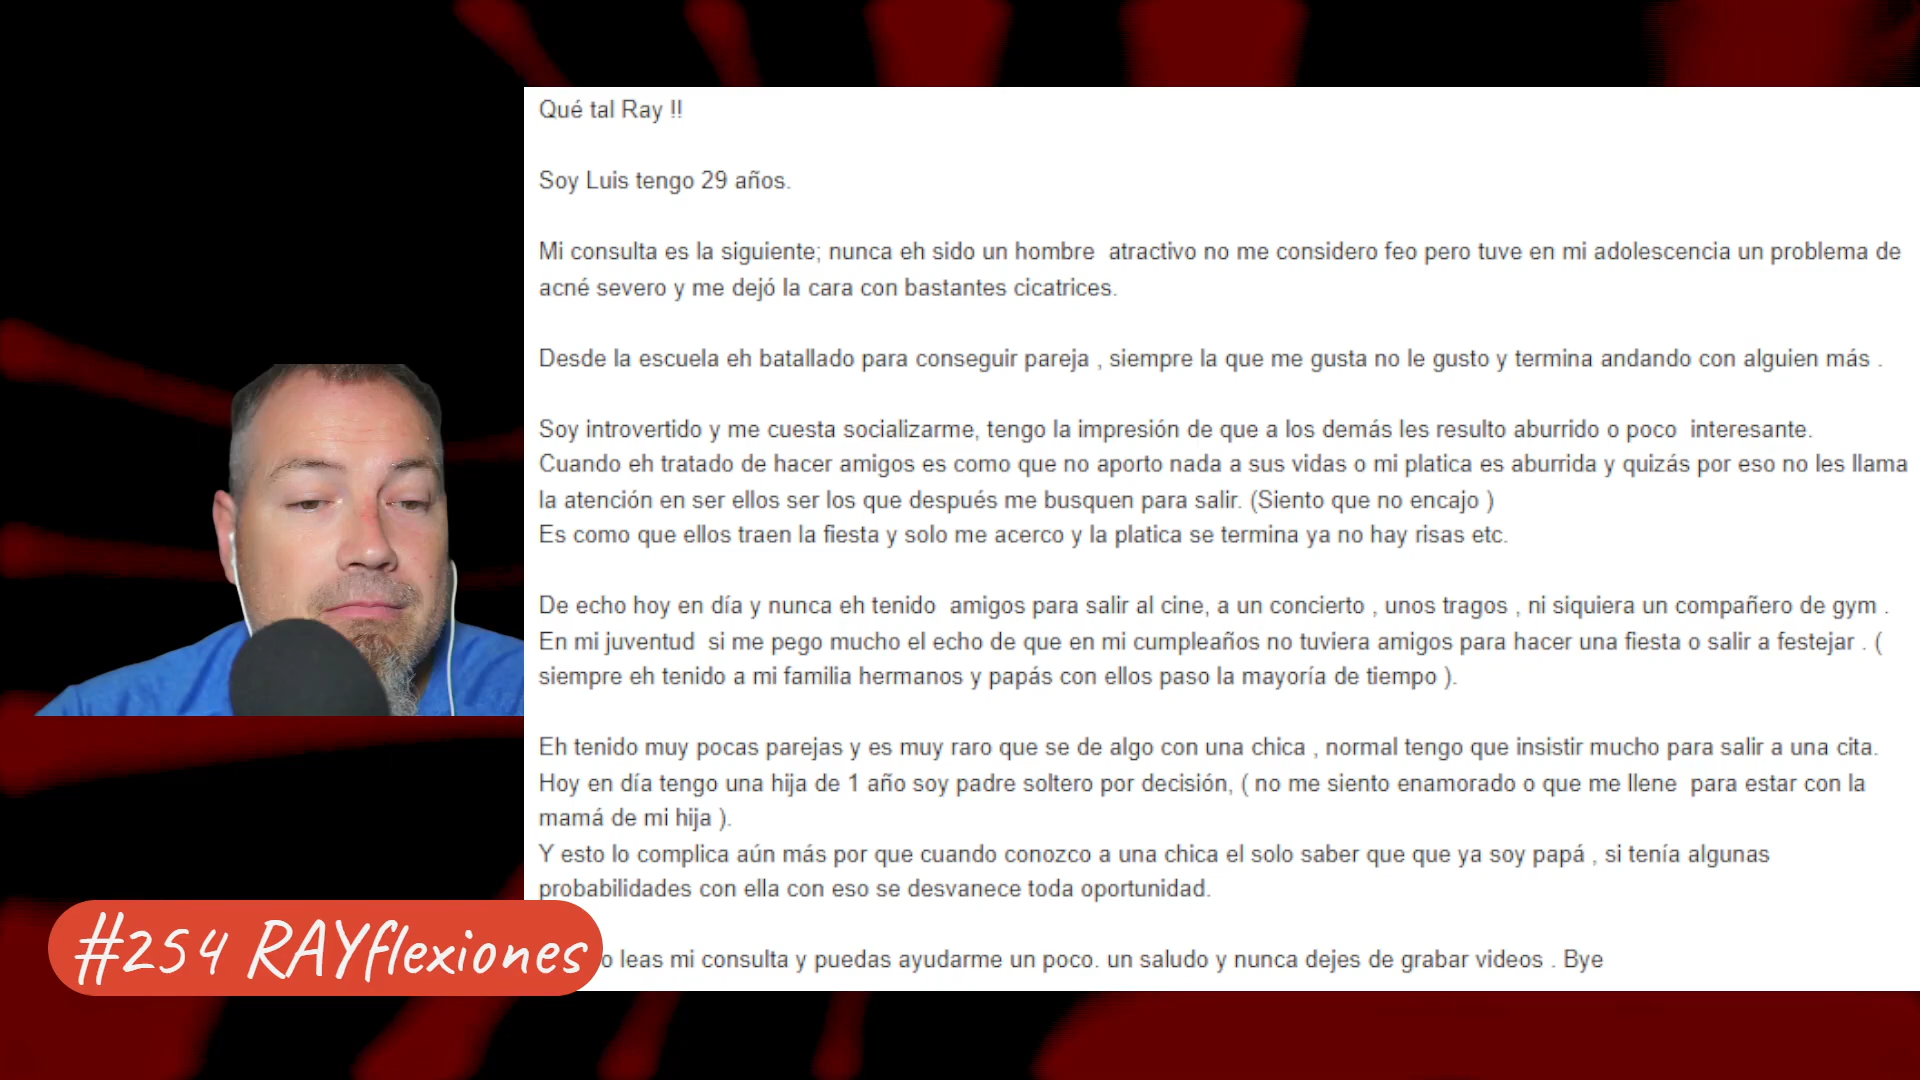 Qué tal Ray !!
Soy Luis tengo 29 años.
Mi consulta es la siguiente; nunca eh sido un hombre  atractivo no me considero feo pero tuve en mi adolescencia un problema de
acné severo y me dejó la cara con bastantes cicatrices.
Desde la escuela eh batallado para conseguir pareja , siempre la que me gusta no le gusto y termina andando con alguien más .
Soy introvertido y me cuesta socializarme, tengo la impresión de que a los demás les resulto aburrido o poco  interesante.
Cuando eh tratado de hacer amigos es como que no aporto nada a sus vidas o mi platica es aburrida y quizás por eso no les llama
la atención en ser ellos ser los que después me busquen para salir. (Siento que no encajo )
Es como que ellos traen la fiesta y solo me acerco y la platica se termina ya no hay risas etc.
De echo hoy en día y nunca eh tenido  amigos para salir al cine, a un concierto , unos tragos , ni siquiera un compañero de gym .
En mi juventud  si me pego mucho el echo de que en mi cumpleaños no tuviera amigos para hacer una fiesta o salir a festejar . (
siempre eh tenido a mi familia hermanos y papás con ellos paso la mayoría de tiempo ).
Eh tenido muy pocas parejas y es muy raro que se de algo con una chica , normal tengo que insistir mucho para salir a una cita.
Hoy en día tengo una hija de 1 año soy padre soltero por decisión, ( no me siento enamorado o que me llene  para estar con la
mamá de mi hija ).
Y esto lo complica aún más por que cuando conozco a una chica el solo saber que que ya soy papá , si tenía algunas
probabilidades con ella con eso se desvanece toda oportunidad.
o leas mi consulta y puedas ayudarme un poco. un saludo y nunca dejes de grabar videos . Bye
#254 RAYflexiones